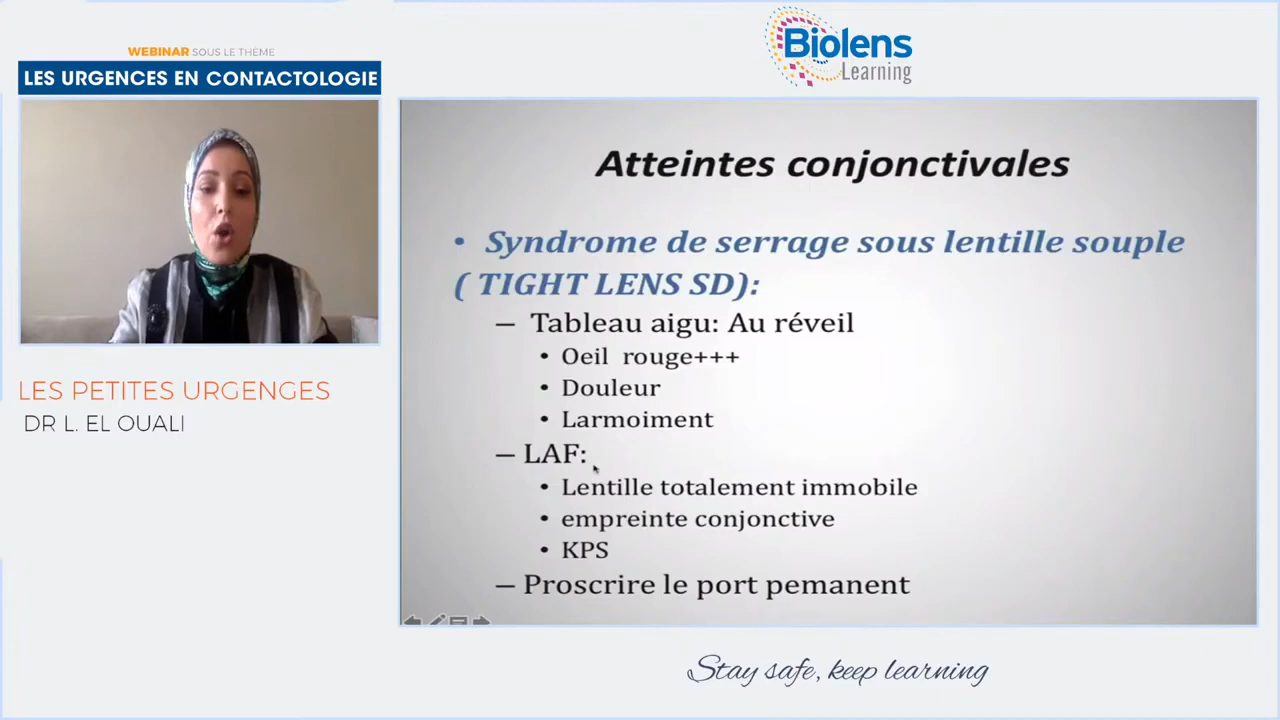 WEBINAR SOUS LE THÈME
LES URGENCES EN CONTACTOLOGIE
LES PETITES URGENGES
DR L. EL OUALI
Biolens
Learning
Atteintes conjonctivales
• Syndrome de serrage sous lentille souple
( TIGHT LENS SD):
– Tableau aigu: Au réveil
• Oeil rouge+++
• Douleur
• Larmoiment
– LAF:
• Lentille totalement immobile
• empreinte conjonctive
• KPS
– Proscrire le port pemanent
Stay safe, keep learning